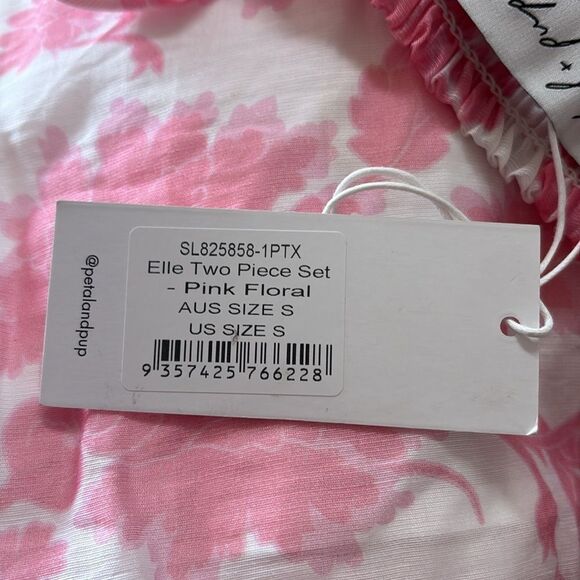 @petalandpup
SL825858-1PTX
Elle Two Piece Set
- Pink Floral
AUS SIZE S
US SIZE S
9 357425 766228